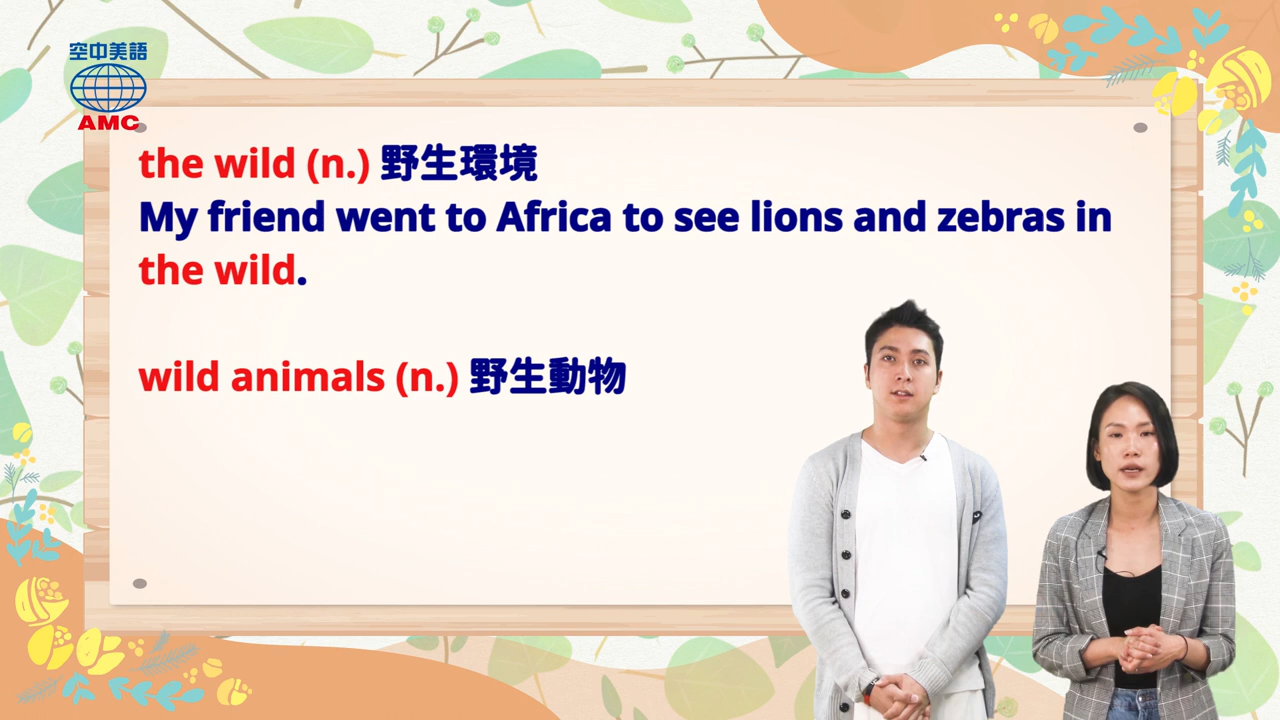 空中美語
AMC
the wild (n.) 野生環境
My friend went to Africa to see lions and zebras in
the wild.
wild animals (n.) 野生動物